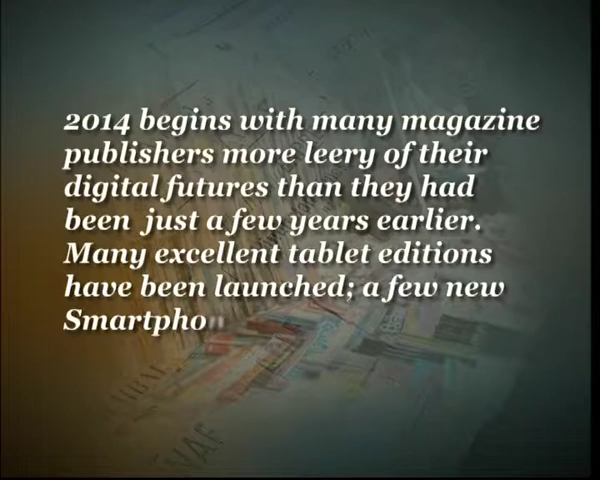 2014 begins with many magazine
publishers more leery of their
digital futures than they had
been just a few years earlier.
Many excellent tablet editions
have been launched; a few new
Smartpho